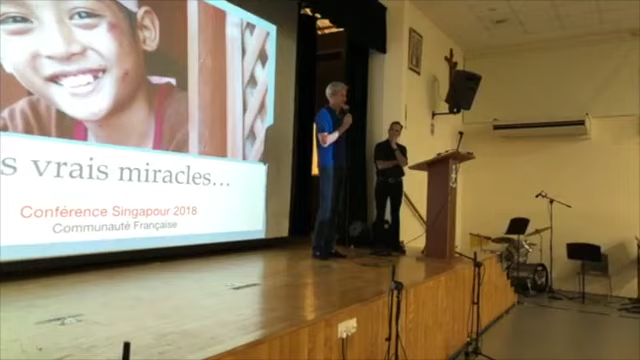 s vrais miracles...
Conférence Singapour 2018
Communauté Française